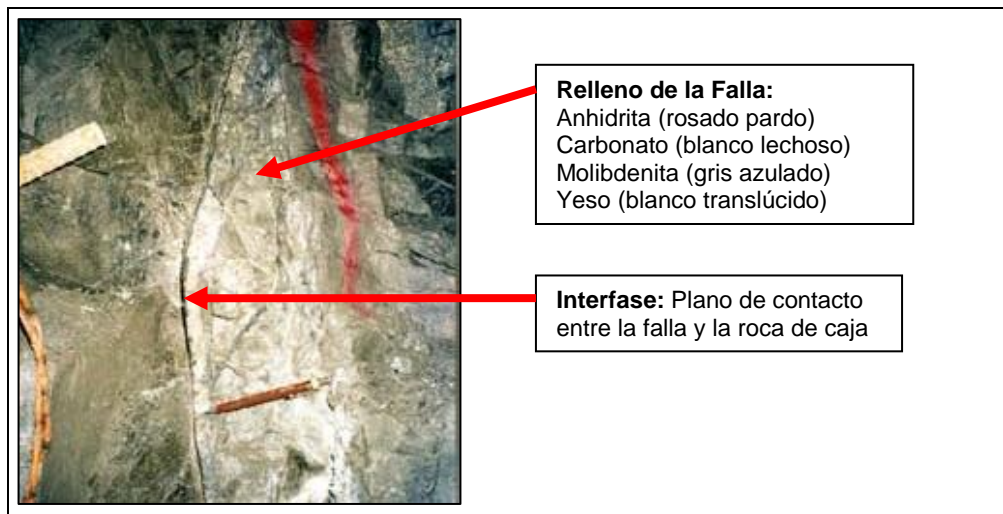 Relleno de la Falla:
Anhidrita (rosado pardo)
Carbonato (blanco lechoso)
Molibdenita (gris azulado)
Yeso (blanco translúcido)
Interfase: Plano de contacto
entre la falla y la roca de caja